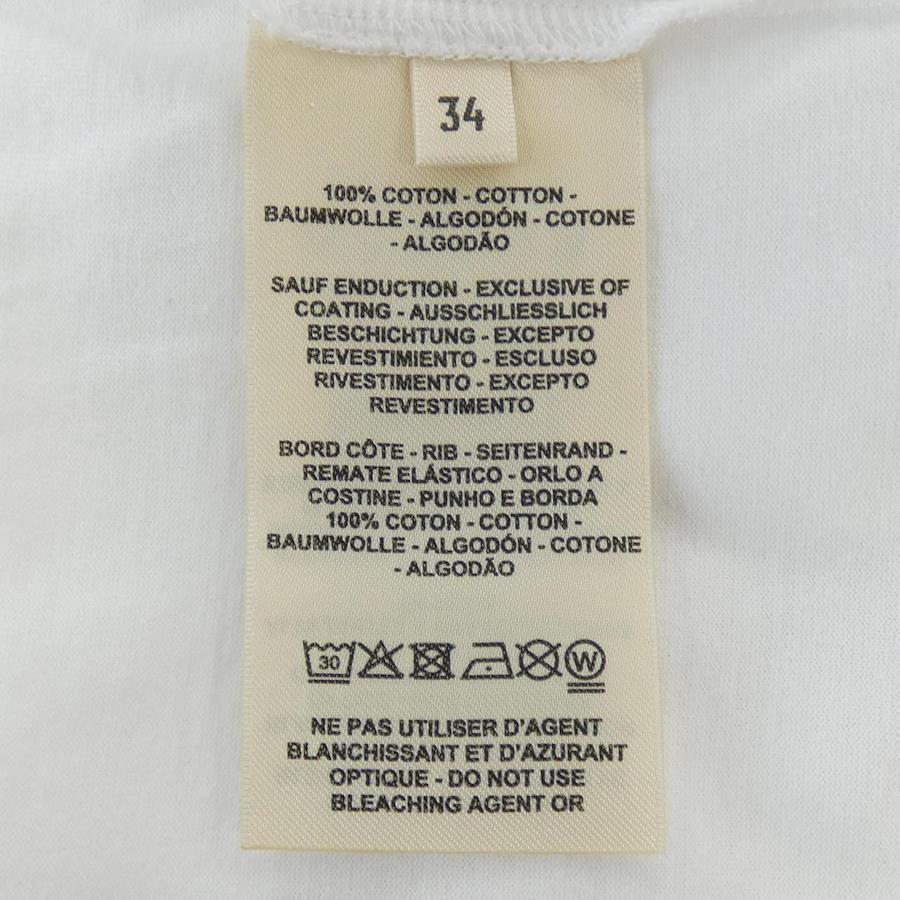 34
100% COTON - COTTON -
BAUMWOLLE - ALGODÓN - COTONE
- ALGODÃO
SAUF ENDUCTION - EXCLUSIVE OF
COATING - AUSSCHLIESSLICH
BESCHICHTUNG - EXCEPTO
REVESTIMIENTO - ESCLUSO
RIVESTIMENTO - EXCEPTO
REVESTIMENTO
BORD CÔTE - RIB - SEITENRAND -
REMATE ELÁSTICO - ORLO A
COSTINE - PUNHO E BORDA
100% COTON - COTTON -
BAUMWOLLE - ALGODÓN - COTONE
- ALGODÃO
30 W
NE PAS UTILISER D'AGENT
BLANCHISSANT ET D'AZURANT
OPTIQUE - DO NOT USE
BLEACHING AGENT OR